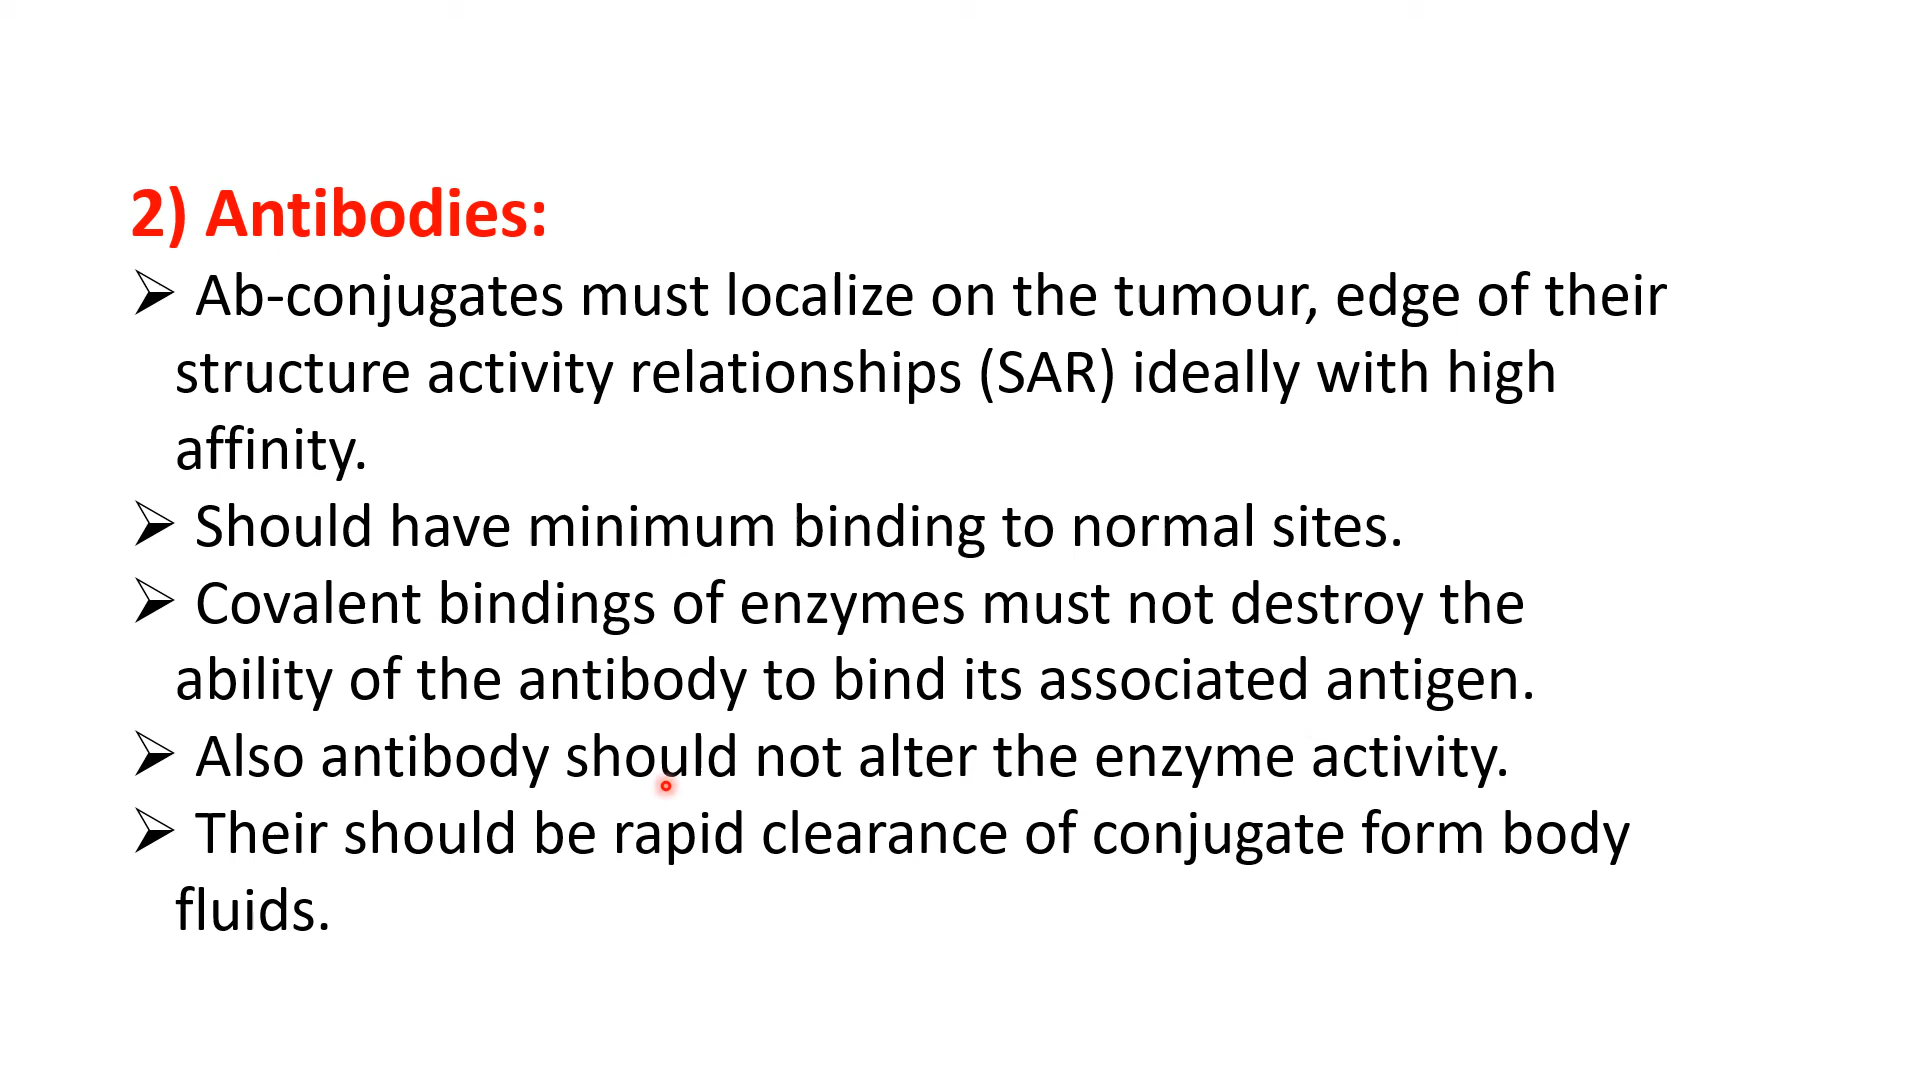 2) Antibodies:
➢ Ab-conjugates must localize on the tumour, edge of their
structure activity relationships (SAR) ideally with high
affinity.
➢ Should have minimum binding to normal sites.
➢ Covalent bindings of enzymes must not destroy the
ability of the antibody to bind its associated antigen.
➢ Also antibody should not alter the enzyme activity.
➢ Their should be rapid clearance of conjugate form body
fluids.